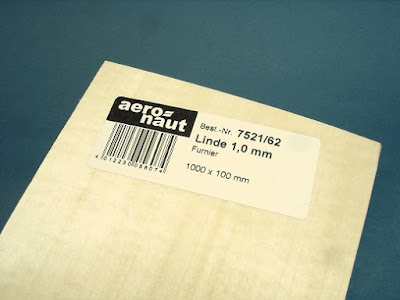 aero=
naut
Best.-Nr. 7521/62
Linde 1,0 mm
Furnier
1000 x 100 mm